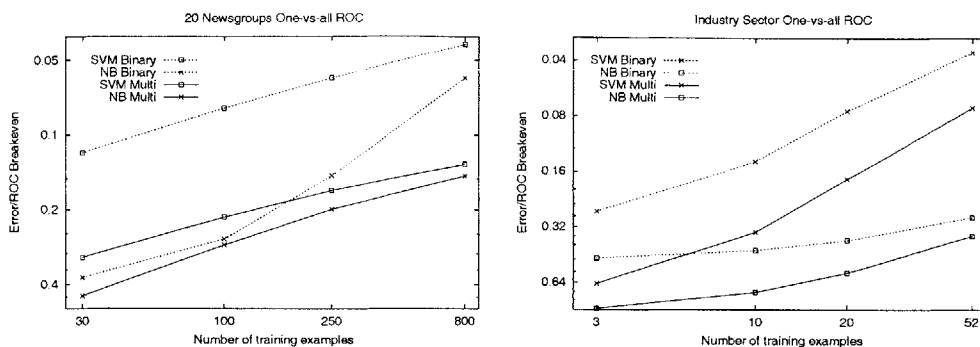 20 Newsgroups One-vs-all ROC
Error/ROC Breakeven
0.05
0.1
0.2
0.4
SVM Binary
NB Binary
SVM Multi
NB Multi
30
100
250
800
Number of training examples
Industry Sector One-vs-all ROC
Error/ROC Breakeven
0.04
0.08
0.16
0.32
0.64
SVM Binary
NB Binary
SVM Multi
NB Multi
3
10
20
52
Number of training examples